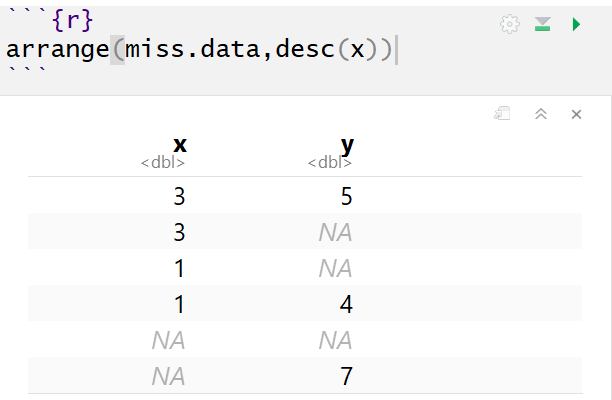 ```{r}
arrange(miss.data,desc(x))
```
x y
<dbl> <dbl>
3 5
3 NA
1 NA
1 4
NA NA
NA 7